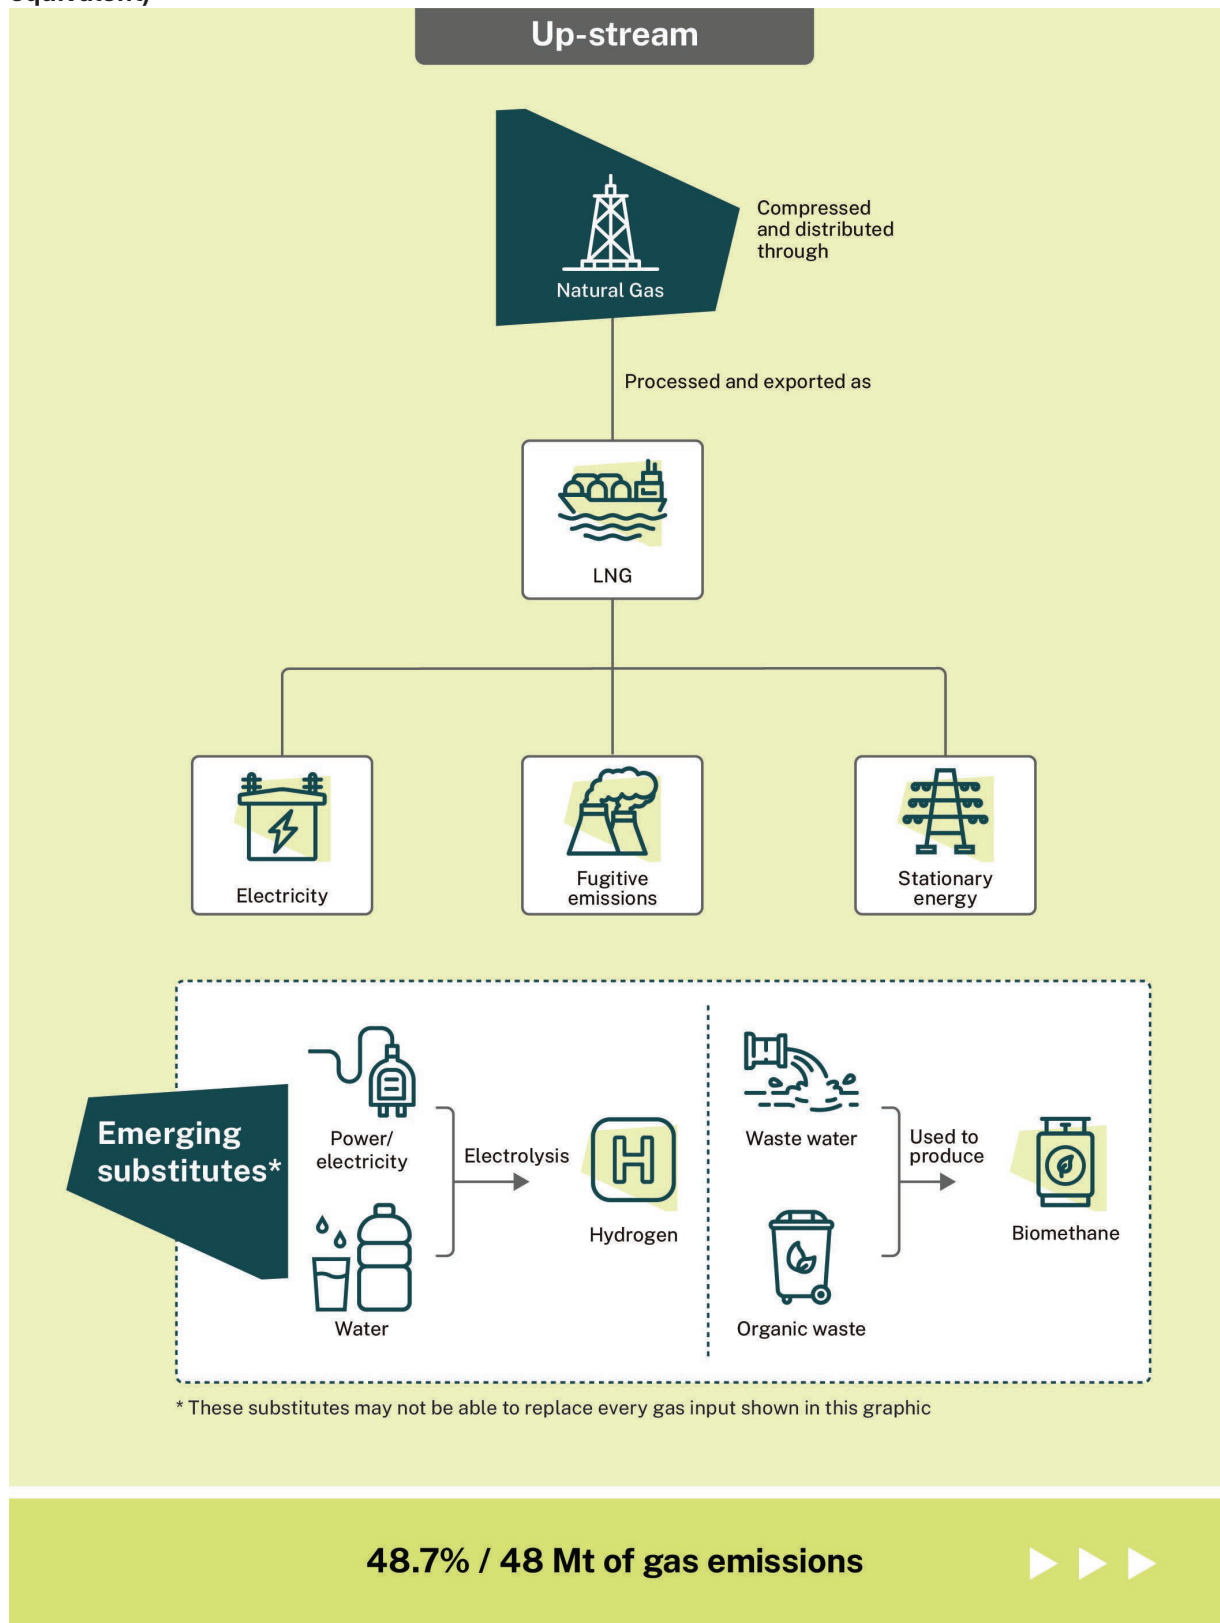 equivalent)
Up-stream
Natural Gas
Compressed
and distributed
through
Processed and exported as
LNG
Electricity
Fugitive
emissions
Stationary
energy
Emerging
substitutes*
Power/
electricity
Water
Electrolysis
Hydrogen
Waste water
Organic waste
Used to
produce
Biomethane
* These substitutes may not be able to replace every gas input shown in this graphic
48.7% / 48 Mt of gas emissions